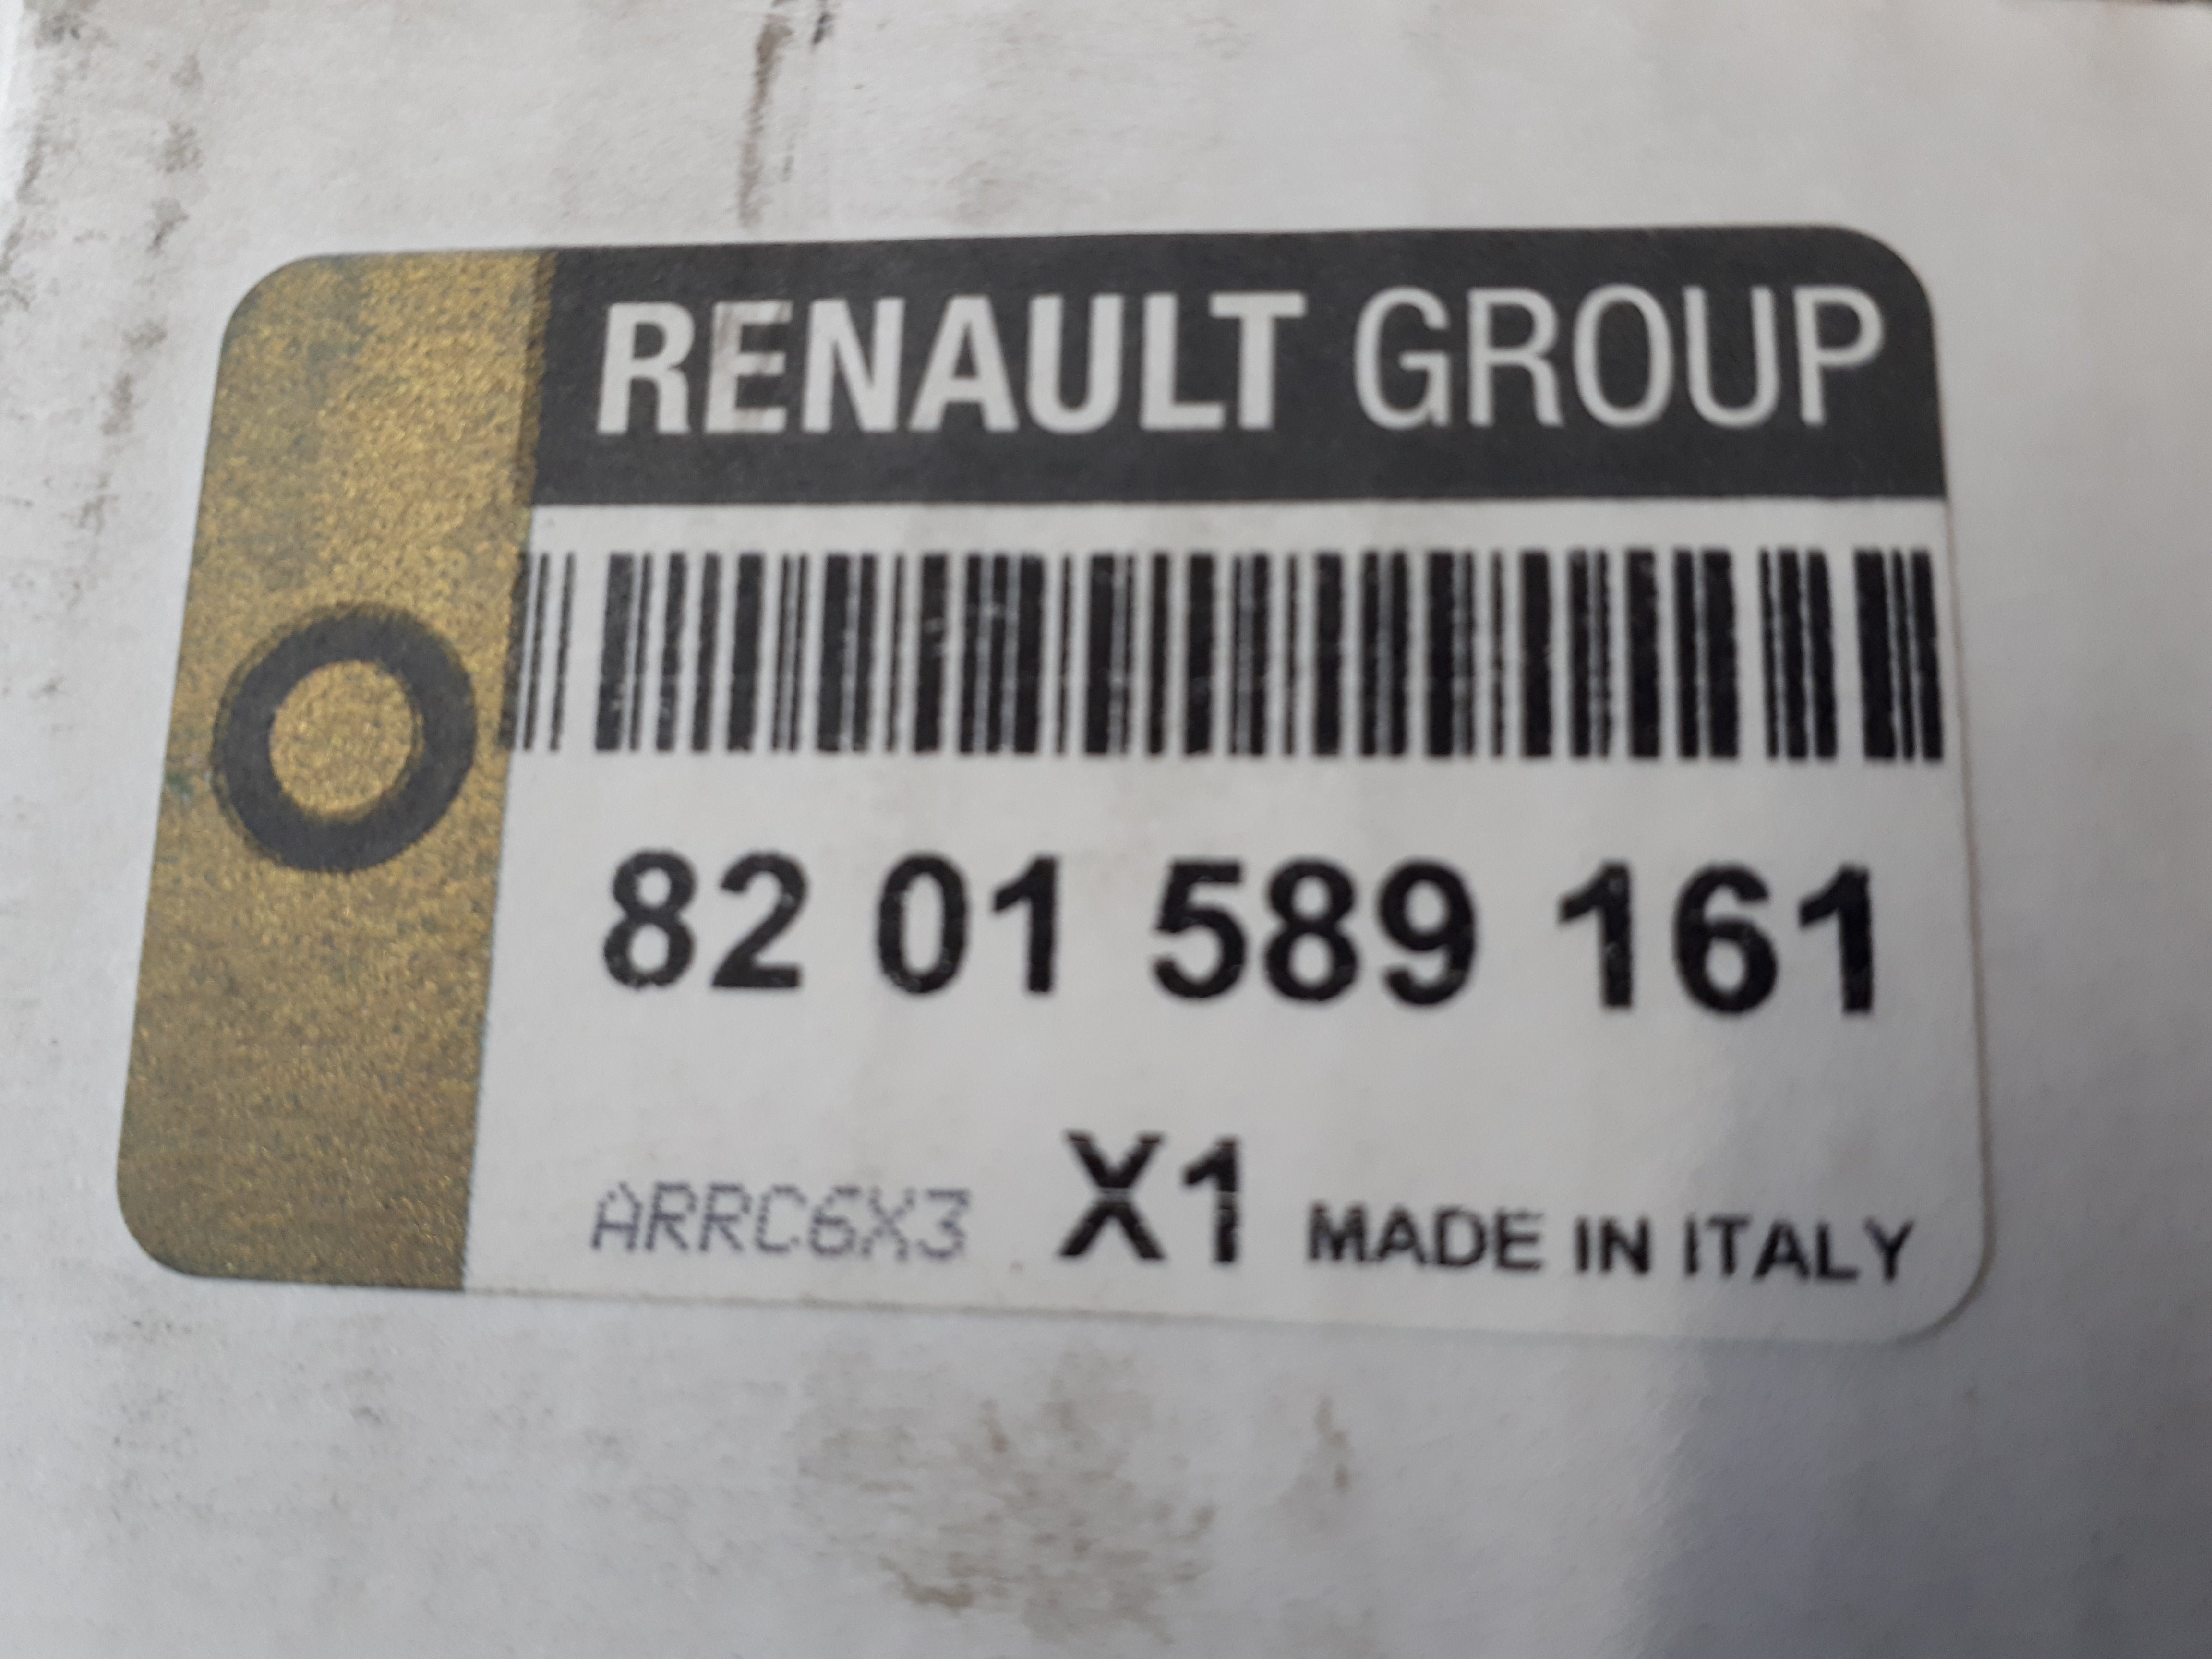 RENAULT GROUP
82 01 589 161
ARRC6X3 X1 MADE IN ITALY